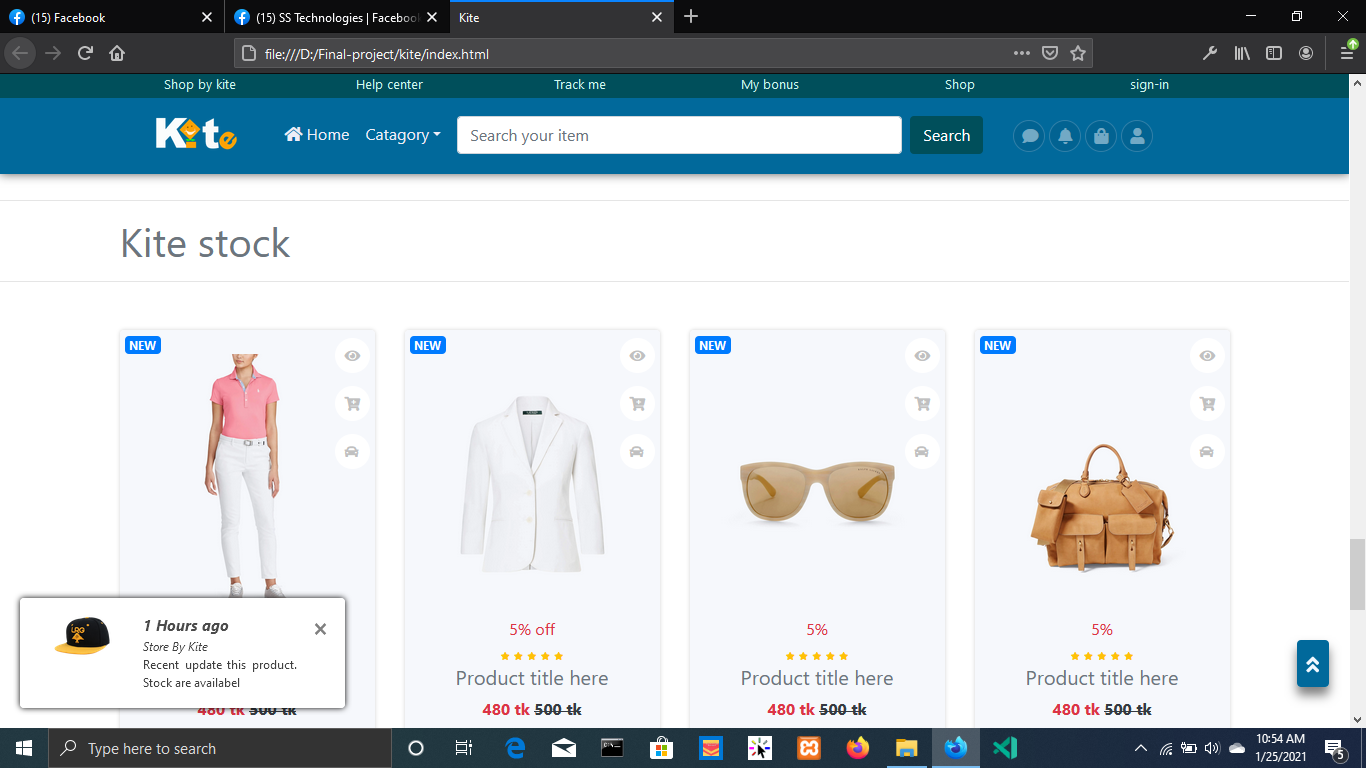 (15) Facebook
(15) SS Technologies | Facebook
Kite
file:///D:/Final-project/kite/index.html
Shop by kite
Help center
Track me
My bonus
Shop
sign-in
Kite
Home
Catagory
Search your item
Search
Kite stock
NEW
NEW
NEW
NEW
5% off
5%
5%
Product title here
Product title here
Product title here
480 tk 500 tk
480 tk 500 tk
480 tk 500 tk
480 tk 500 tk
LRG
1 Hours ago
Store By Kite
Recent update this product.
Stock are availabel
Type here to search
10:54 AM
1/25/2021
5